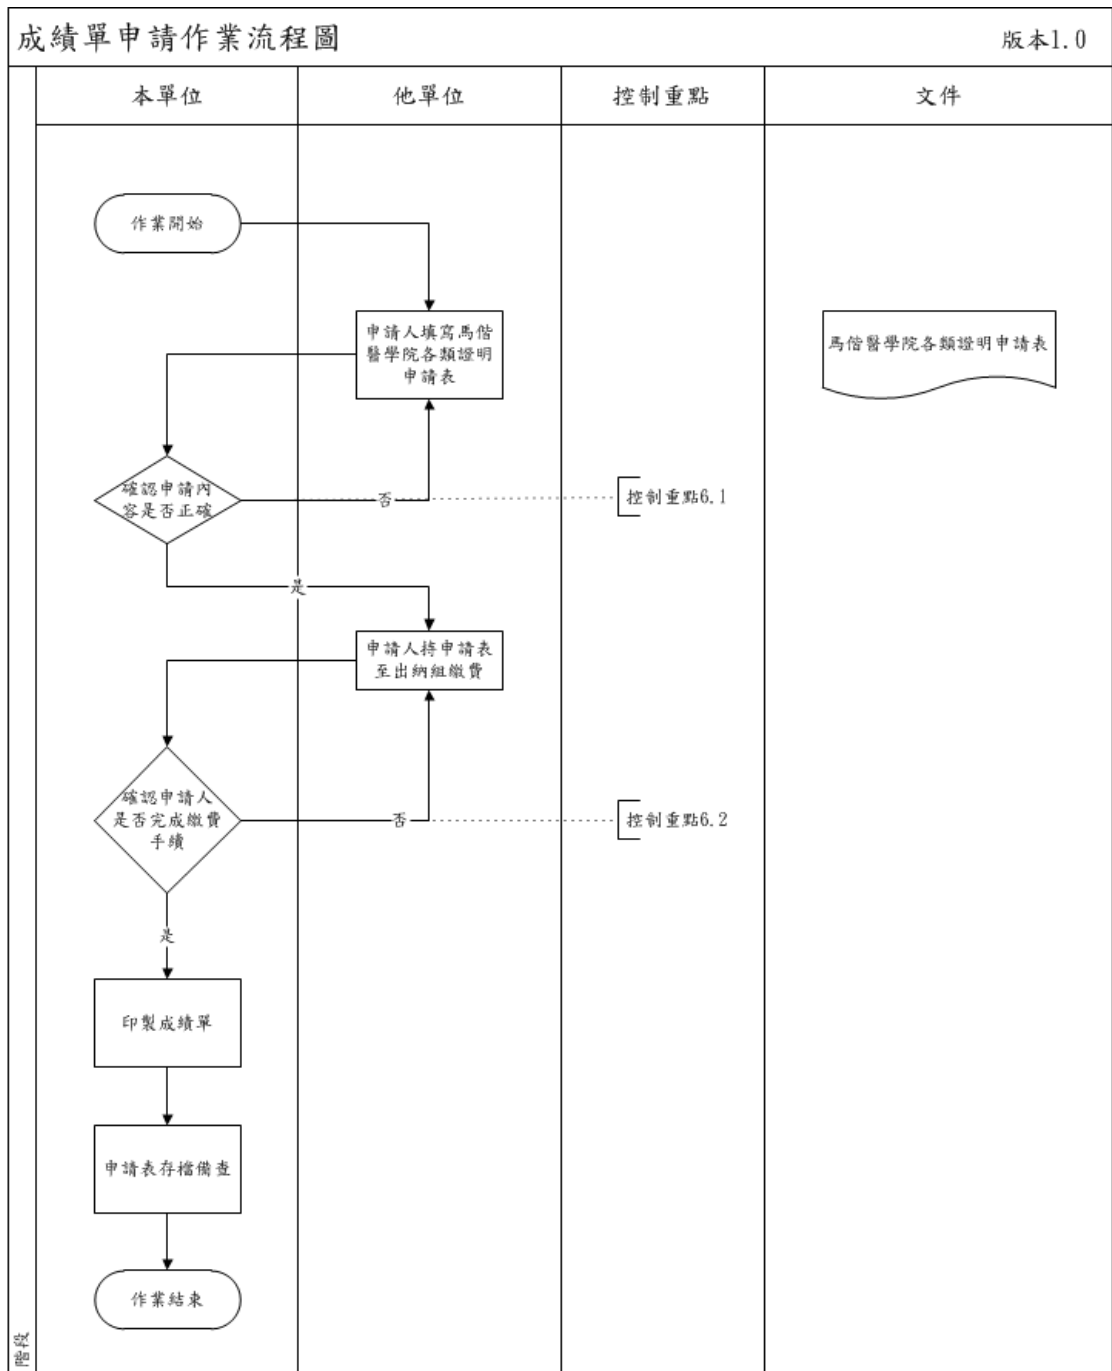 成績單申請作業流程圖
版本1.0
本單位
他單位
控制重點
文件
作業開始
申請人填寫馬偕
醫學院各類證明
申請表
馬偕醫學院各類證明申請表
確認申請內
容是否正確
否
控制重點6.1
是
申請人持申請表
至出納組繳費
確認申請人
是否完成繳費
手續
否
控制重點6.2
是
印製成績單
申請表存檔備查
作業結束
階段